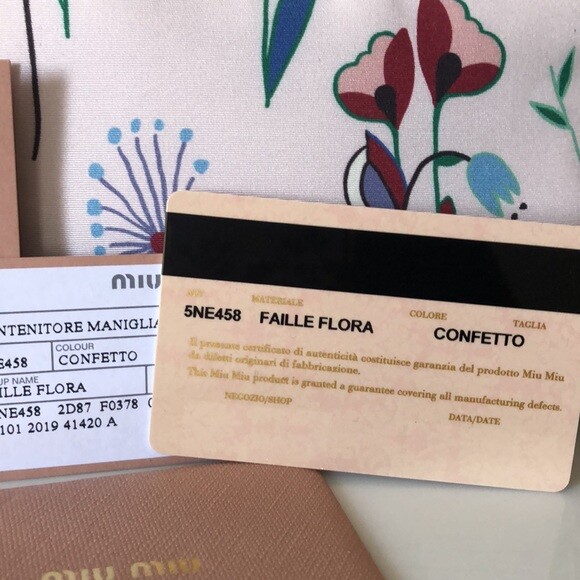 MIU
NTENITORE MANIGLIA
E458
COLOUR
CONFETTO
UP NAME
ILLE FLORA
NE458 2D87 F0378
101 2019 41420 A
ART.
MATERIALE
COLORE
TAGLIA
5NE458
FAILLE FLORA
CONFETTO
Il presente certificato di autenticità costituisce garanzia del prodotto Miu Miu
da difetti originari di fabbricazione.
This Miu Miu product is granted a guarantee covering all manufacturing defects.
NEGOZIO/SHOP
DATA/DATE
MIU MIU